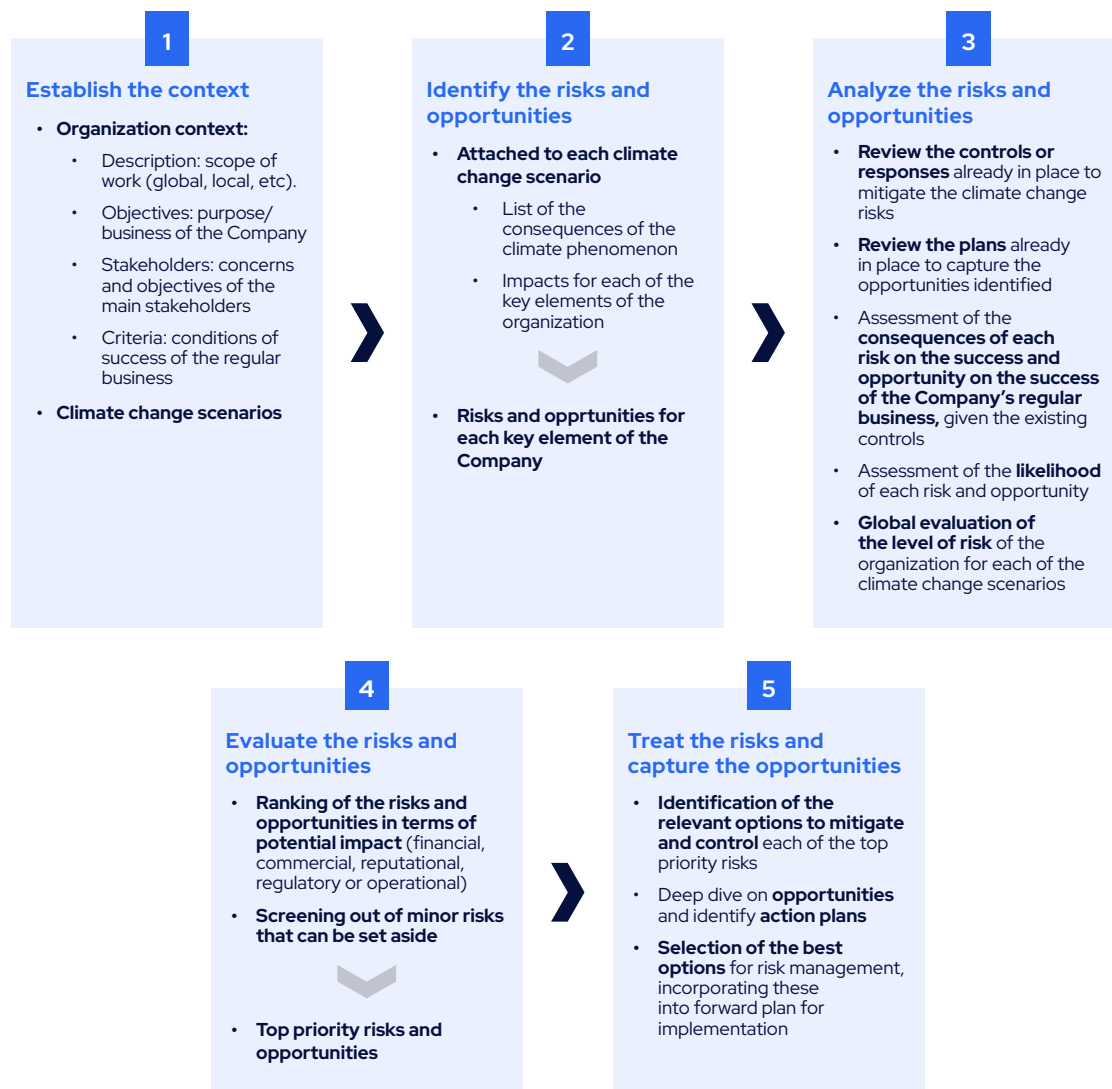 1
Establish the context
• Organization context:
• Description: scope of
work (global, local, etc).
• Objectives: purpose/
business of the Company
• Stakeholders: concerns
and objectives of the
main stakeholders
• Criteria: conditions of
success of the regular
business
• Climate change scenarios
2
Identify the risks and
opportunities
• Attached to each climate
change scenario
• List of the
consequences of the
climate phenomenon
• Impacts for each of the
key elements of the
organization
• Risks and opprtunities for
each key element of the
Company
3
Analyze the risks and
opportunities
• Review the controls or
responses already in place to
mitigate the climate change
risks
• Review the plans already
in place to capture the
opportunities identified
• Assessment of the
consequences of each
risk on the success and
opportunity on the success
of the Company's regular
business, given the existing
controls
• Assessment of the likelihood
of each risk and opportunity
• Global evaluation of
the level of risk of the
organization for each of the
climate change scenarios
4
Evaluate the risks and
opportunities
• Ranking of the risks and
opportunities in terms of
potential impact (financial,
commercial, reputational,
regulatory or operational)
• Screening out of minor risks
that can be set aside
• Top priority risks and
opportunities
5
Treat the risks and
capture the opportunities
• Identification of the
relevant options to mitigate
and control each of the top
priority risks
• Deep dive on opportunities
and identify action plans
• Selection of the best
options for risk management,
incorporating these
into forward plan for
implementation